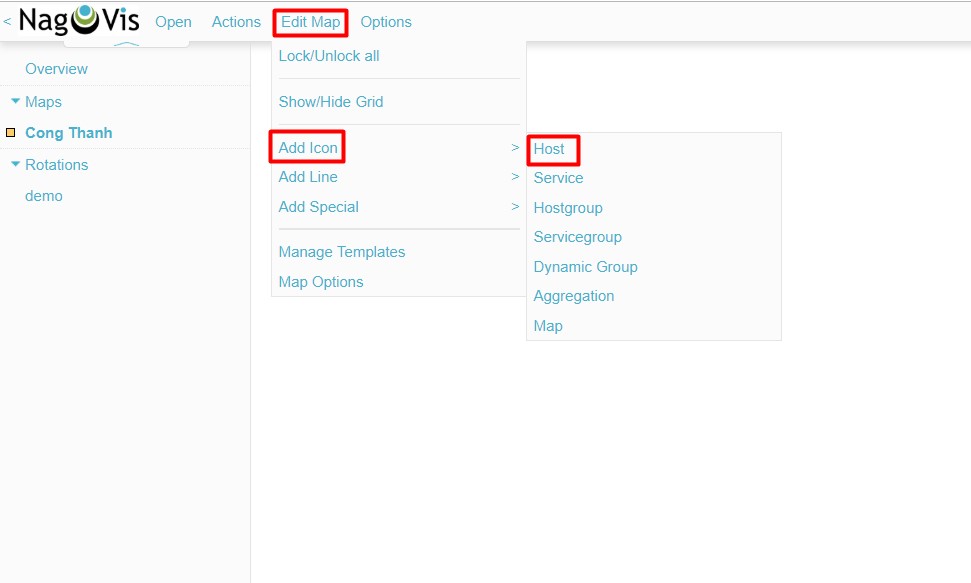 < NagVis Open Actions Edit Map Options
Overview
Maps
Cong Thanh
Rotations
demo
Lock/Unlock all
Show/Hide Grid
Add Icon >
Add Line >
Add Special >
Manage Templates
Map Options
Host
Service
Hostgroup
Servicegroup
Dynamic Group
Aggregation
Map